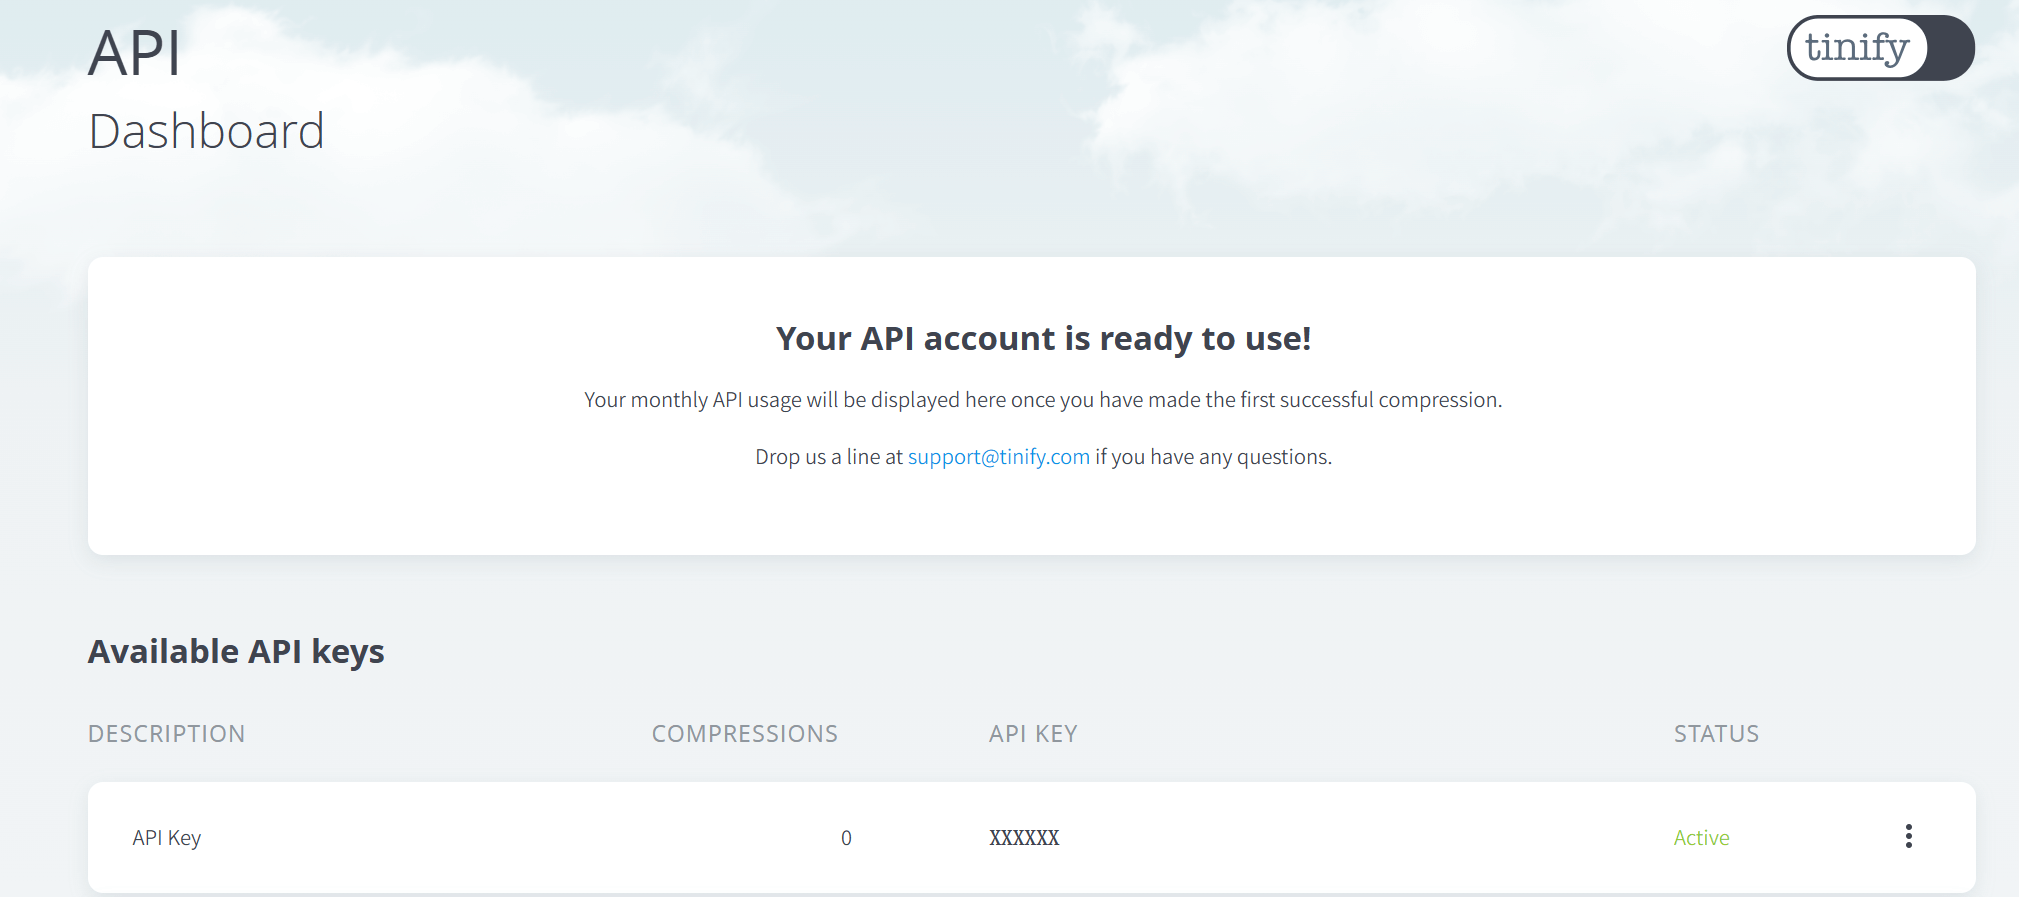 API
tinify
Dashboard
Your API account is ready to use!
Your monthly API usage will be displayed here once you have made the first successful compression.
Drop us a line at support@tinify.com if you have any questions.
Available API keys
DESCRIPTION COMPRESSIONS API KEY STATUS
API Key 0 XXXXXX Active